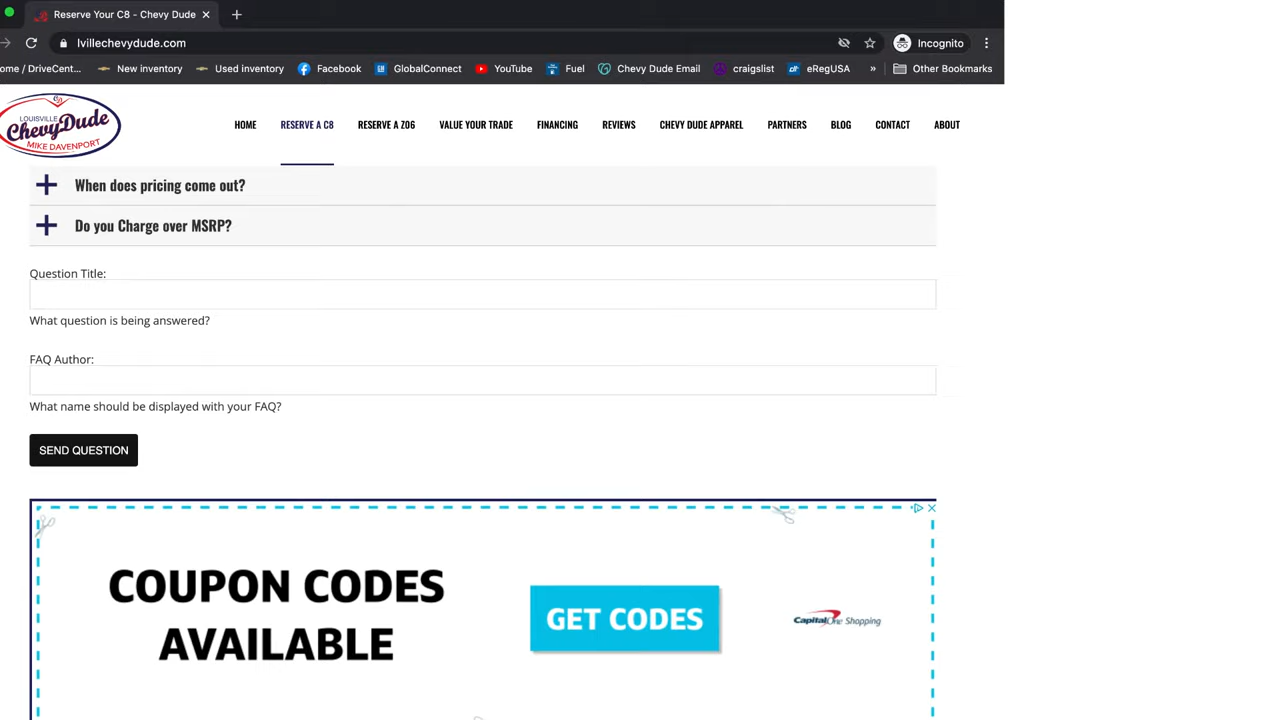 Reserve Your C8 - Chevy Dude
lvillechevydude.com
Incognito
ome / DriveCent...
New inventory
Used inventory
Facebook
GlobalConnect
YouTube
Fuel
Chevy Dude Email
craigslist
eRegUSA
»
Other Bookmarks
LOUISVILLE
ChevyDude
MIKE DAVENPORT
HOME
RESERVE A C8
RESERVE A Z06
VALUE YOUR TRADE
FINANCING
REVIEWS
CHEVY DUDE APPAREL
PARTNERS
BLOG
CONTACT
ABOUT
When does pricing come out?
Do you Charge over MSRP?
Question Title:
What question is being answered?
FAQ Author:
What name should be displayed with your FAQ?
SEND QUESTION
COUPON CODES
AVAILABLE
GET CODES
CapitalOne Shopping